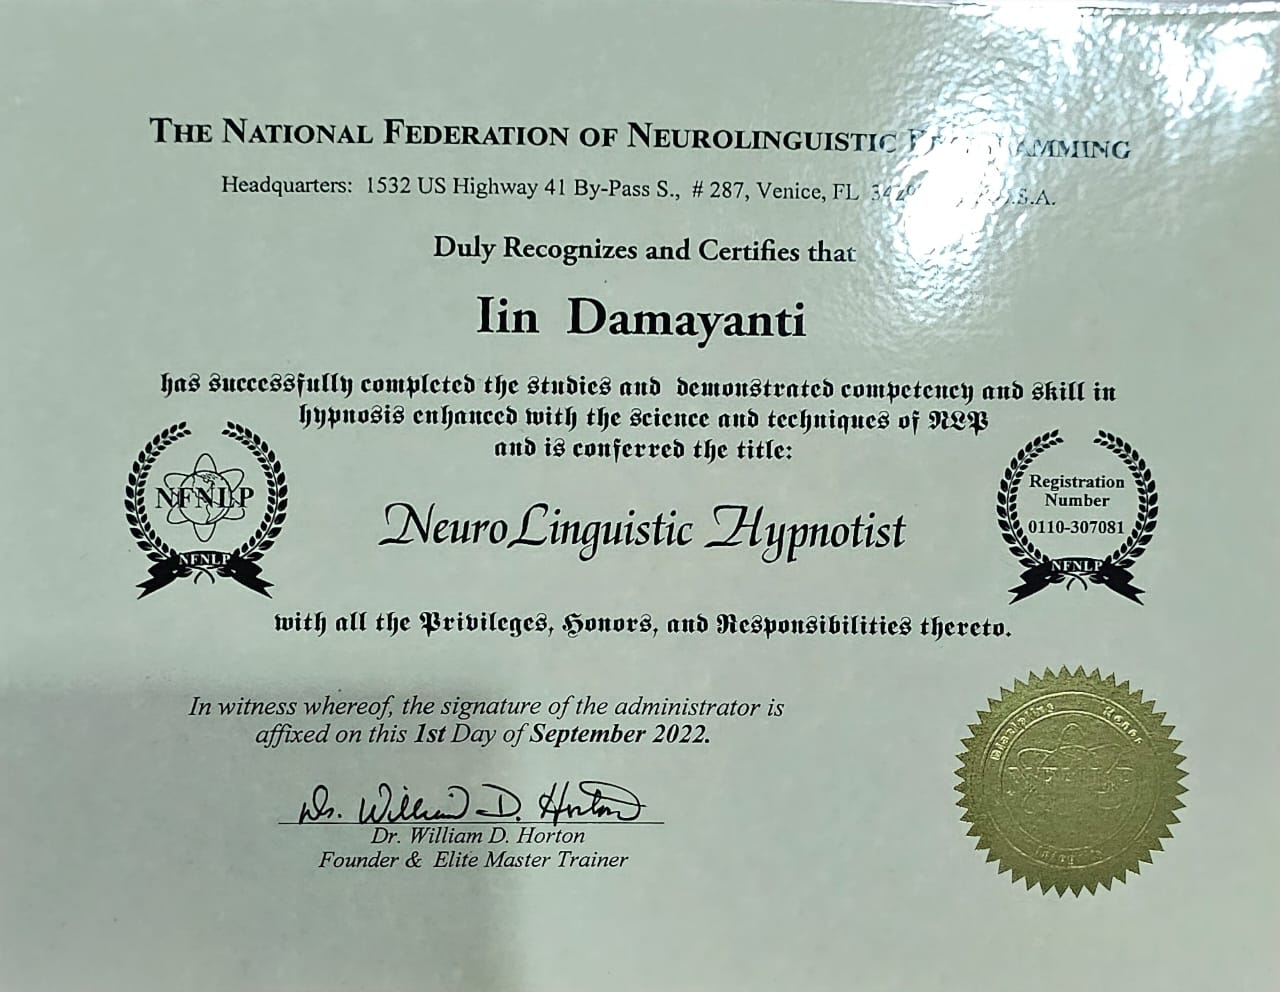 THE NATIONAL FEDERATION OF NEUROLINGUISTIC
Headquarters: 1532 US Highway 41 By-Pass S., # 287, Venice, FL U.S.A.
Duly Recognizes and Certifies that
Iin Damayanti
has successfully completed the studies and demonstrated competency and skill in
hypnosis enhanced with the science and techniques of NLP
and is conferred the title:
NFNLP
NFNLP
NeuroLinguistic Hypnotist
Registration
Number
0110-307081
NFNLP
with all the Privileges, Honors, and Responsibilities thereto.
In witness whereof, the signature of the administrator is
affixed on this 1st Day of September 2022.
Dr. William D. Horton
Dr. William D. Horton
Founder & Elite Master Trainer
Discipline Honor
NFNLP